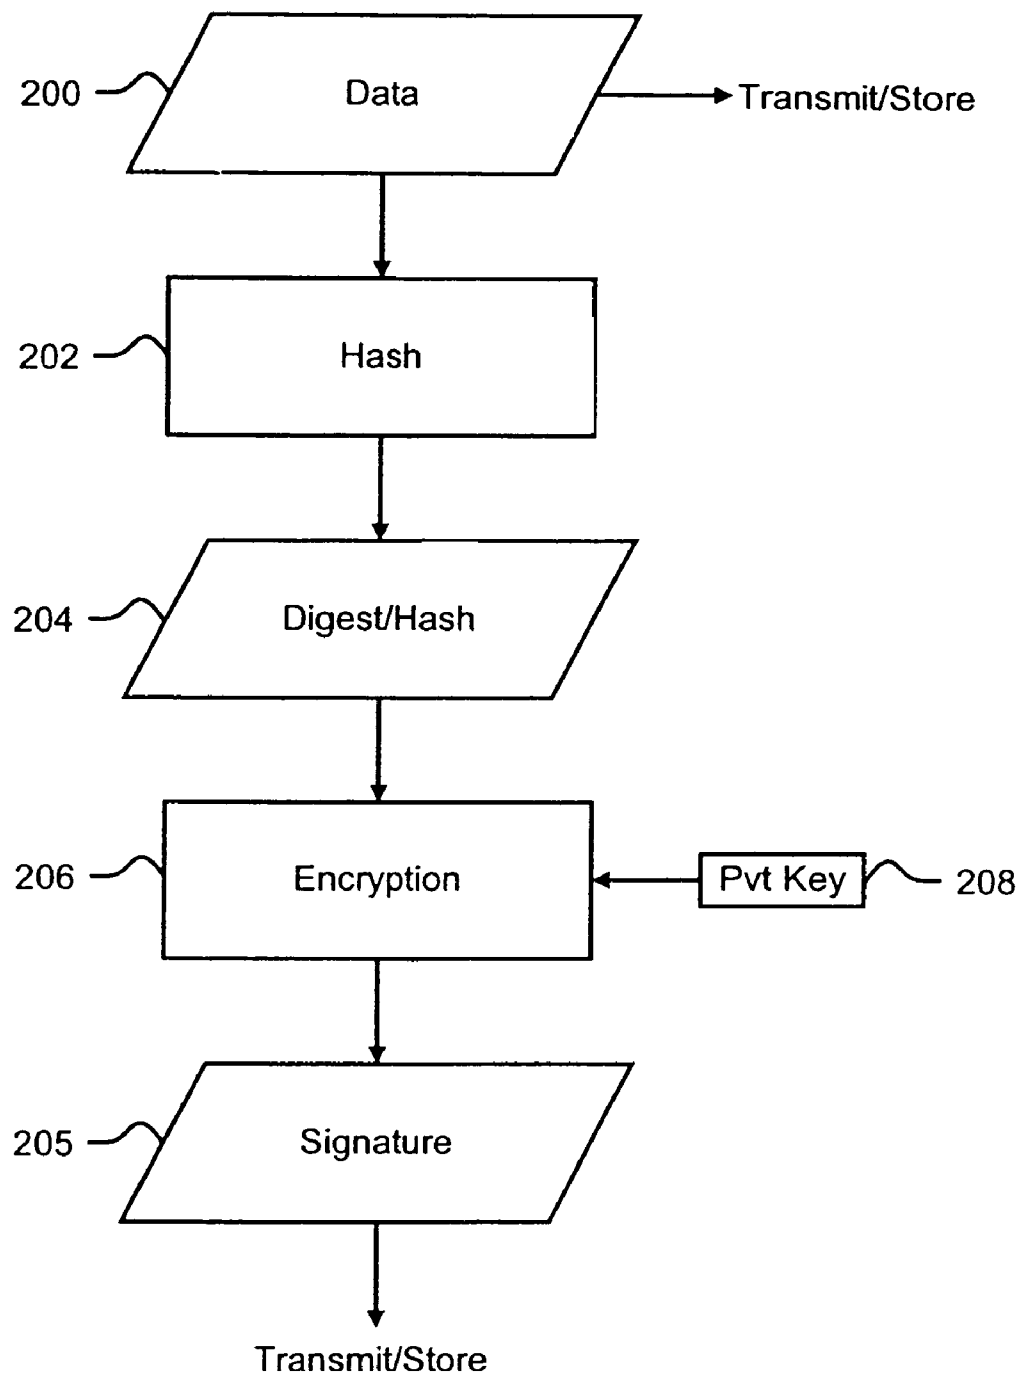 200
Data
Transmit/Store
202
Hash
204
Digest/Hash
206
Encryption
Pvt Key
208
205
Signature
Transmit/Store